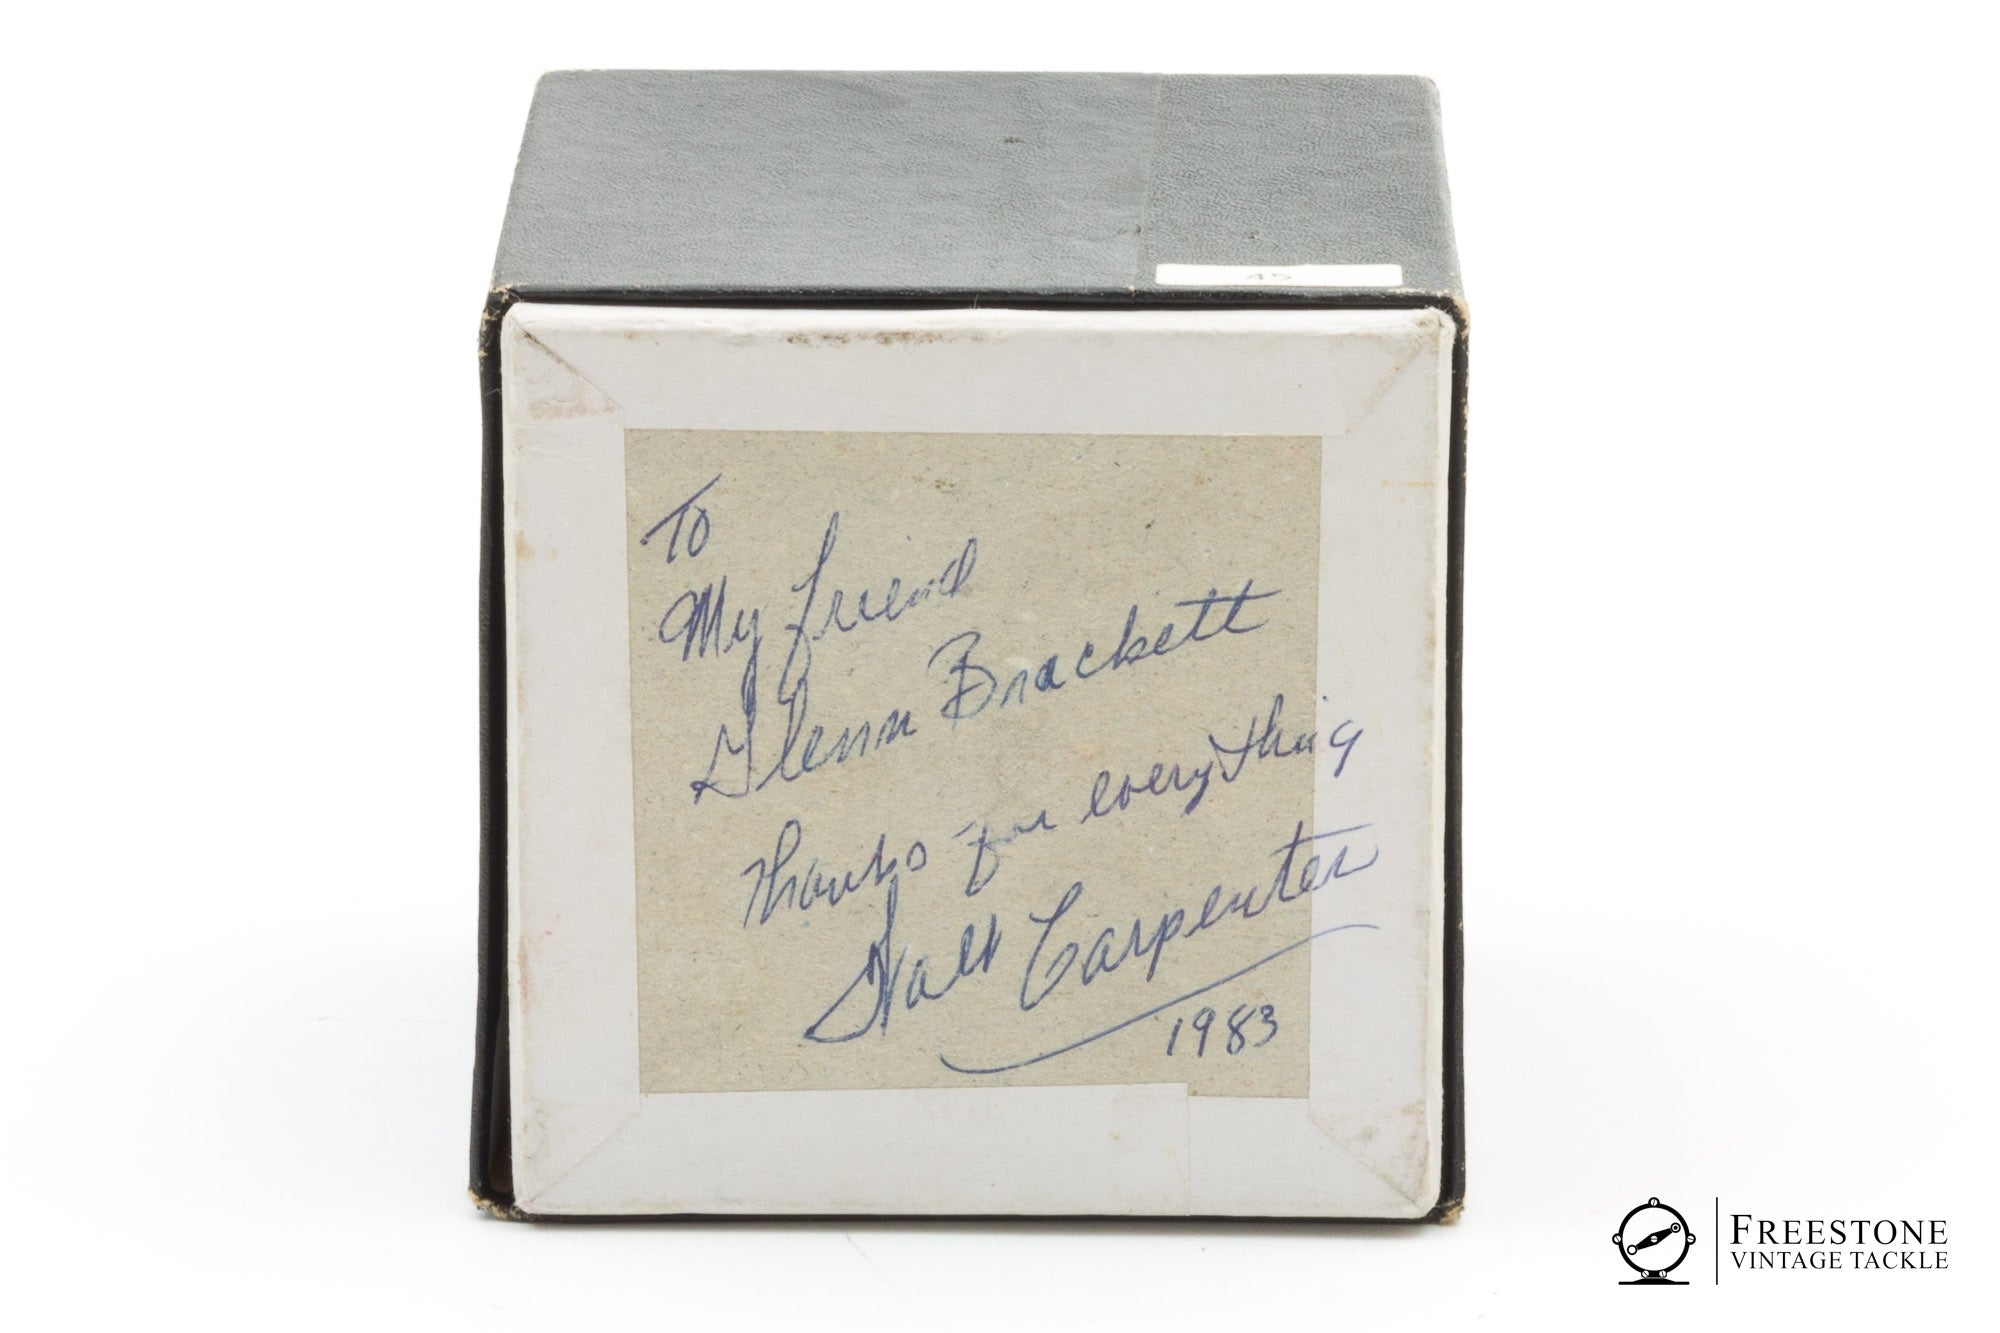 45
To
My friend
Glenn Brackett
Thanks for everything
Walt Carpenter
1983
FREESTONE
VINTAGE TACKLE